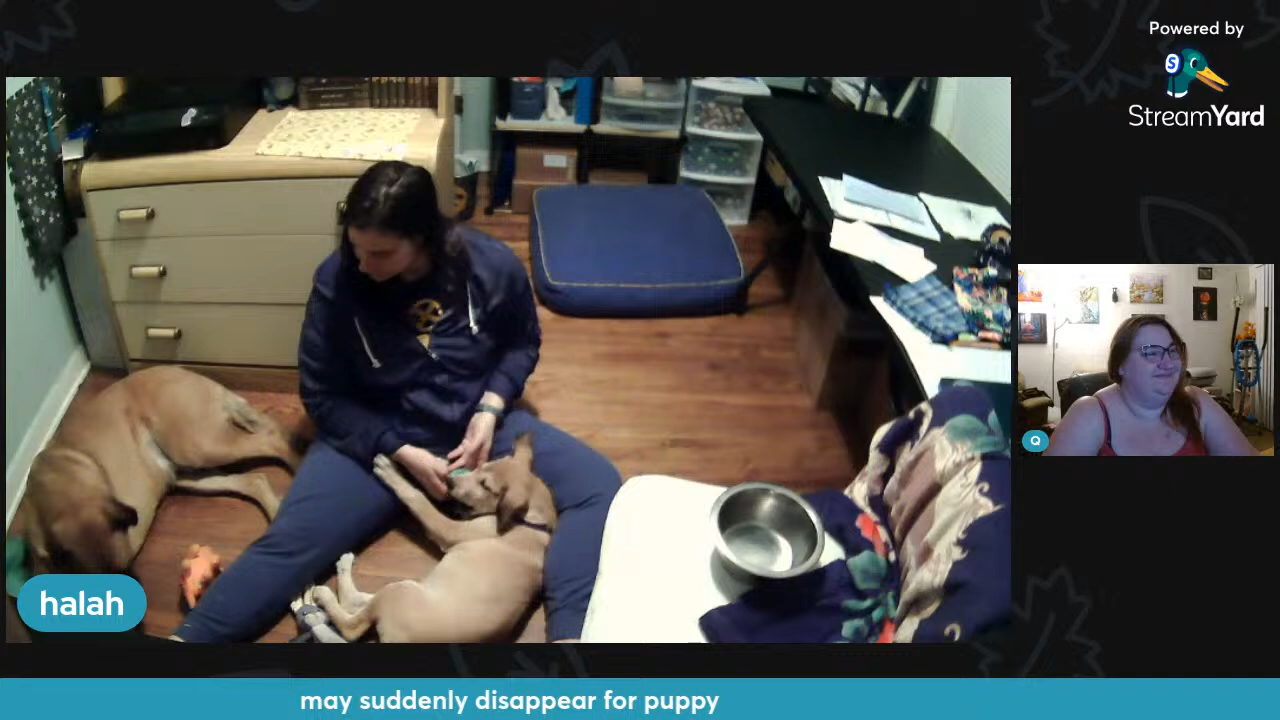 Powered by
S
StreamYard
Q
halah
may suddenly disappear for puppy